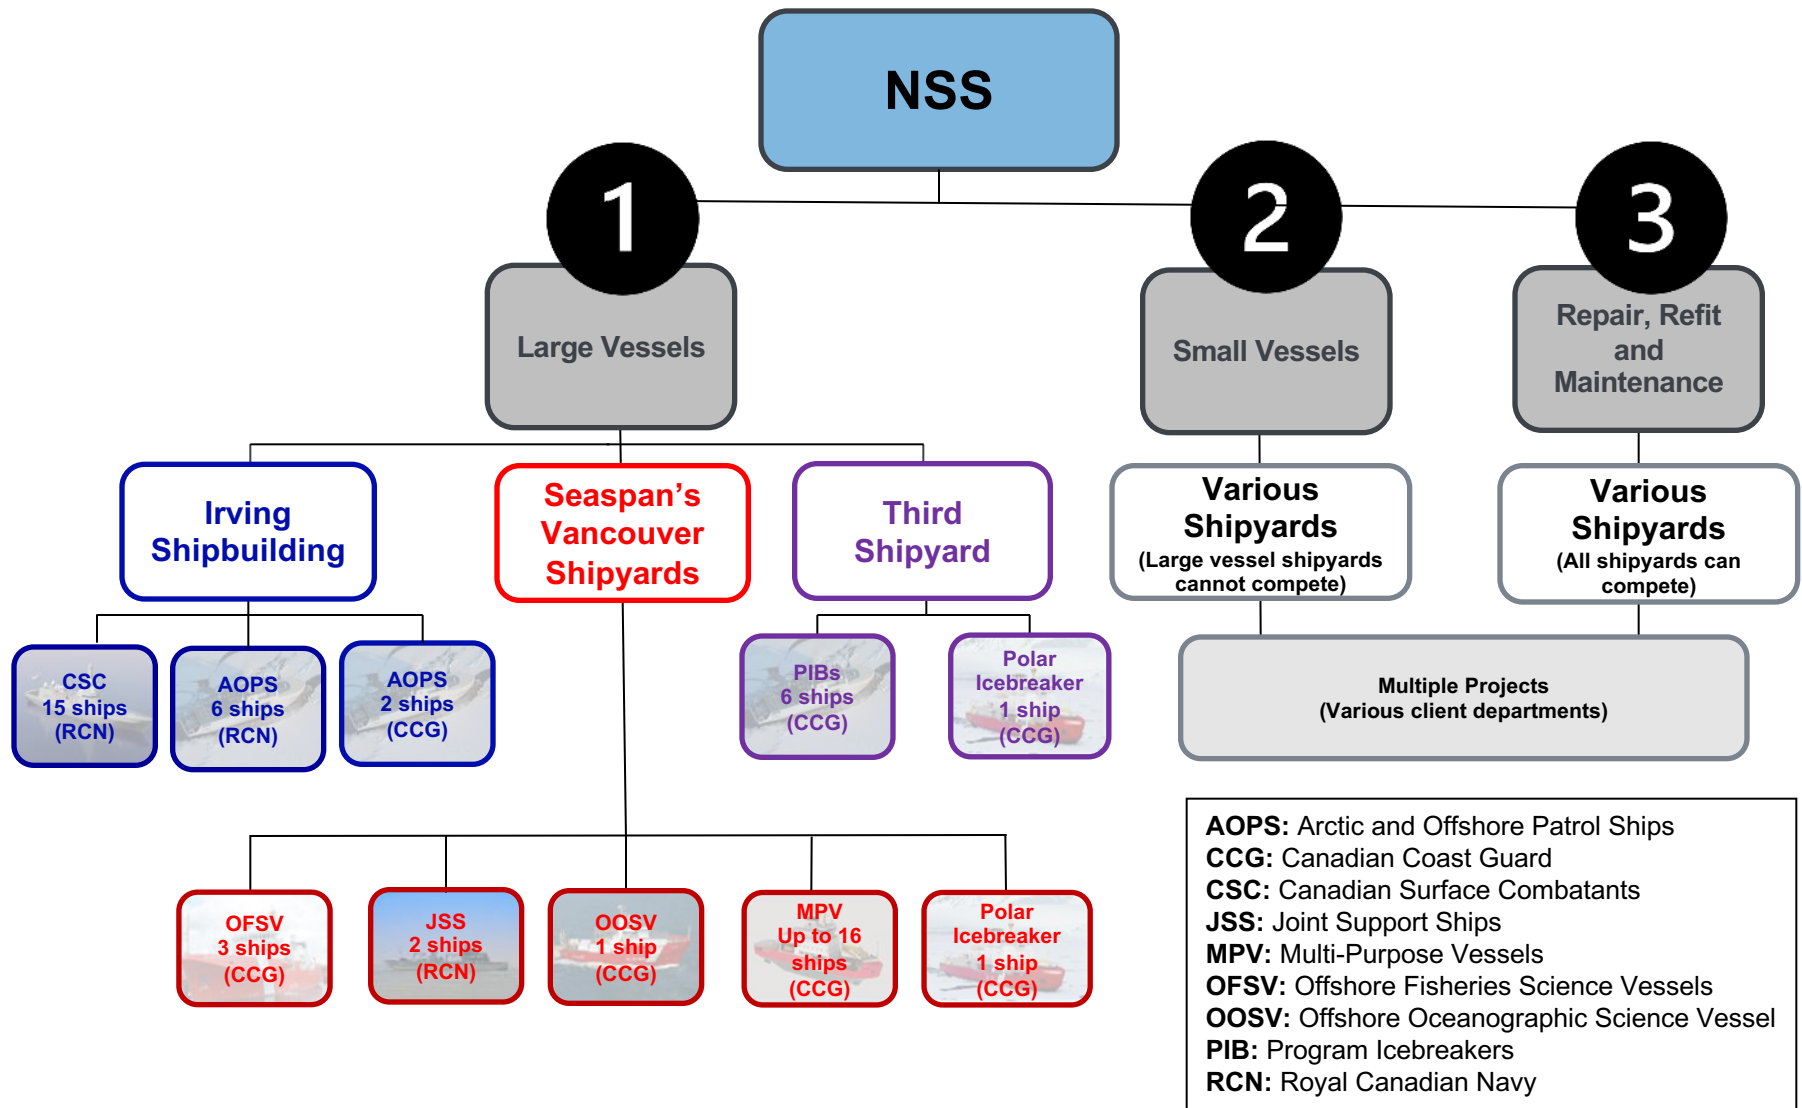 NSS
1
2
3
Large Vessels
Small Vessels
Repair, Refit
and
Maintenance
Irving
Shipbuilding
Seaspan’s
Vancouver
Shipyards
Third
Shipyard
Various
Shipyards
(Large vessel shipyards
cannot compete)
Various
Shipyards
(All shipyards can
compete)
CSC
15 ships
(RCN)
AOPS
6 ships
(RCN)
AOPS
2 ships
(CCG)
PIBs
6 ships
(CCG)
Polar
Icebreaker
1 ship
(CCG)
Multiple Projects
(Various client departments)
OFSV
3 ships
(CCG)
JSS
2 ships
(RCN)
OOSV
1 ship
(CCG)
MPV
Up to 16
ships
(CCG)
Polar
Icebreaker
1 ship
(CCG)
AOPS: Arctic and Offshore Patrol Ships
CCG: Canadian Coast Guard
CSC: Canadian Surface Combatants
JSS: Joint Support Ships
MPV: Multi-Purpose Vessels
OFSV: Offshore Fisheries Science Vessels
OOSV: Offshore Oceanographic Science Vessel
PIB: Program Icebreakers
RCN: Royal Canadian Navy